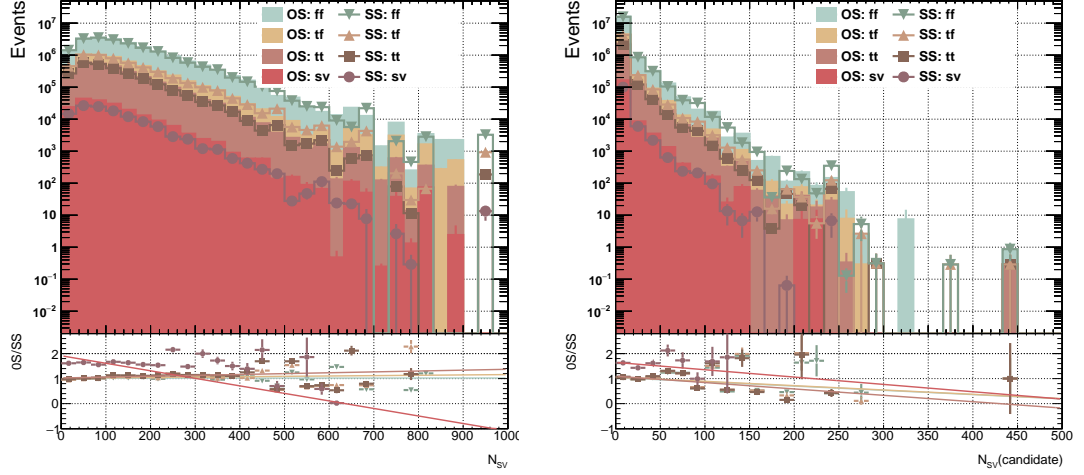 Events
10⁷
10⁶
10⁵
10⁴
10³
10²
10
1
10⁻¹
10⁻²
OS: ff SS: ff
OS: tf SS: tf
OS: tt SS: tt
OS: sv SS: sv
OS/SS
2
1
0
−1
0 100 200 300 400 500 600 700 800 900 1000
N_SV
Events
10⁷
10⁶
10⁵
10⁴
10³
10²
10
1
10⁻¹
10⁻²
OS: ff SS: ff
OS: tf SS: tf
OS: tt SS: tt
OS: sv SS: sv
OS/SS
2
1
0
−1
0 50 100 150 200 250 300 350 400 450 500
N_SV(candidate)